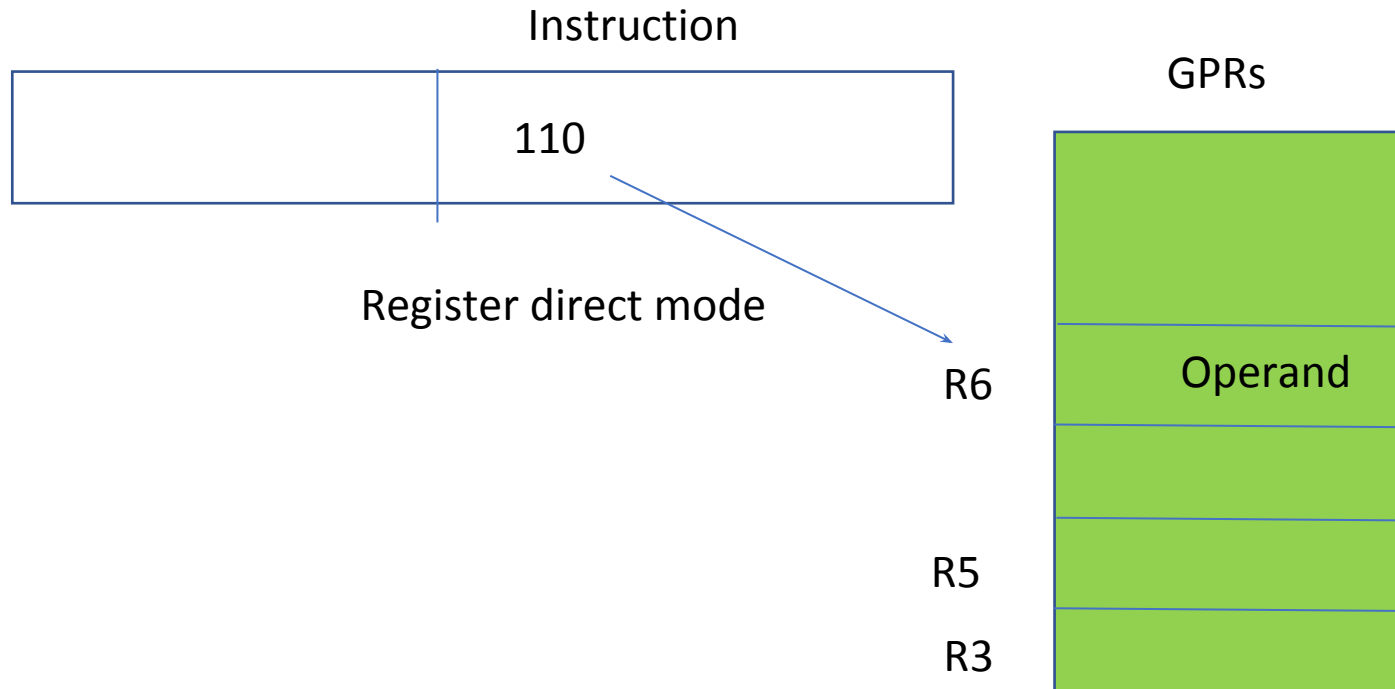 Instruction
GPRs
110
Register direct mode
R6
Operand
R5
R3